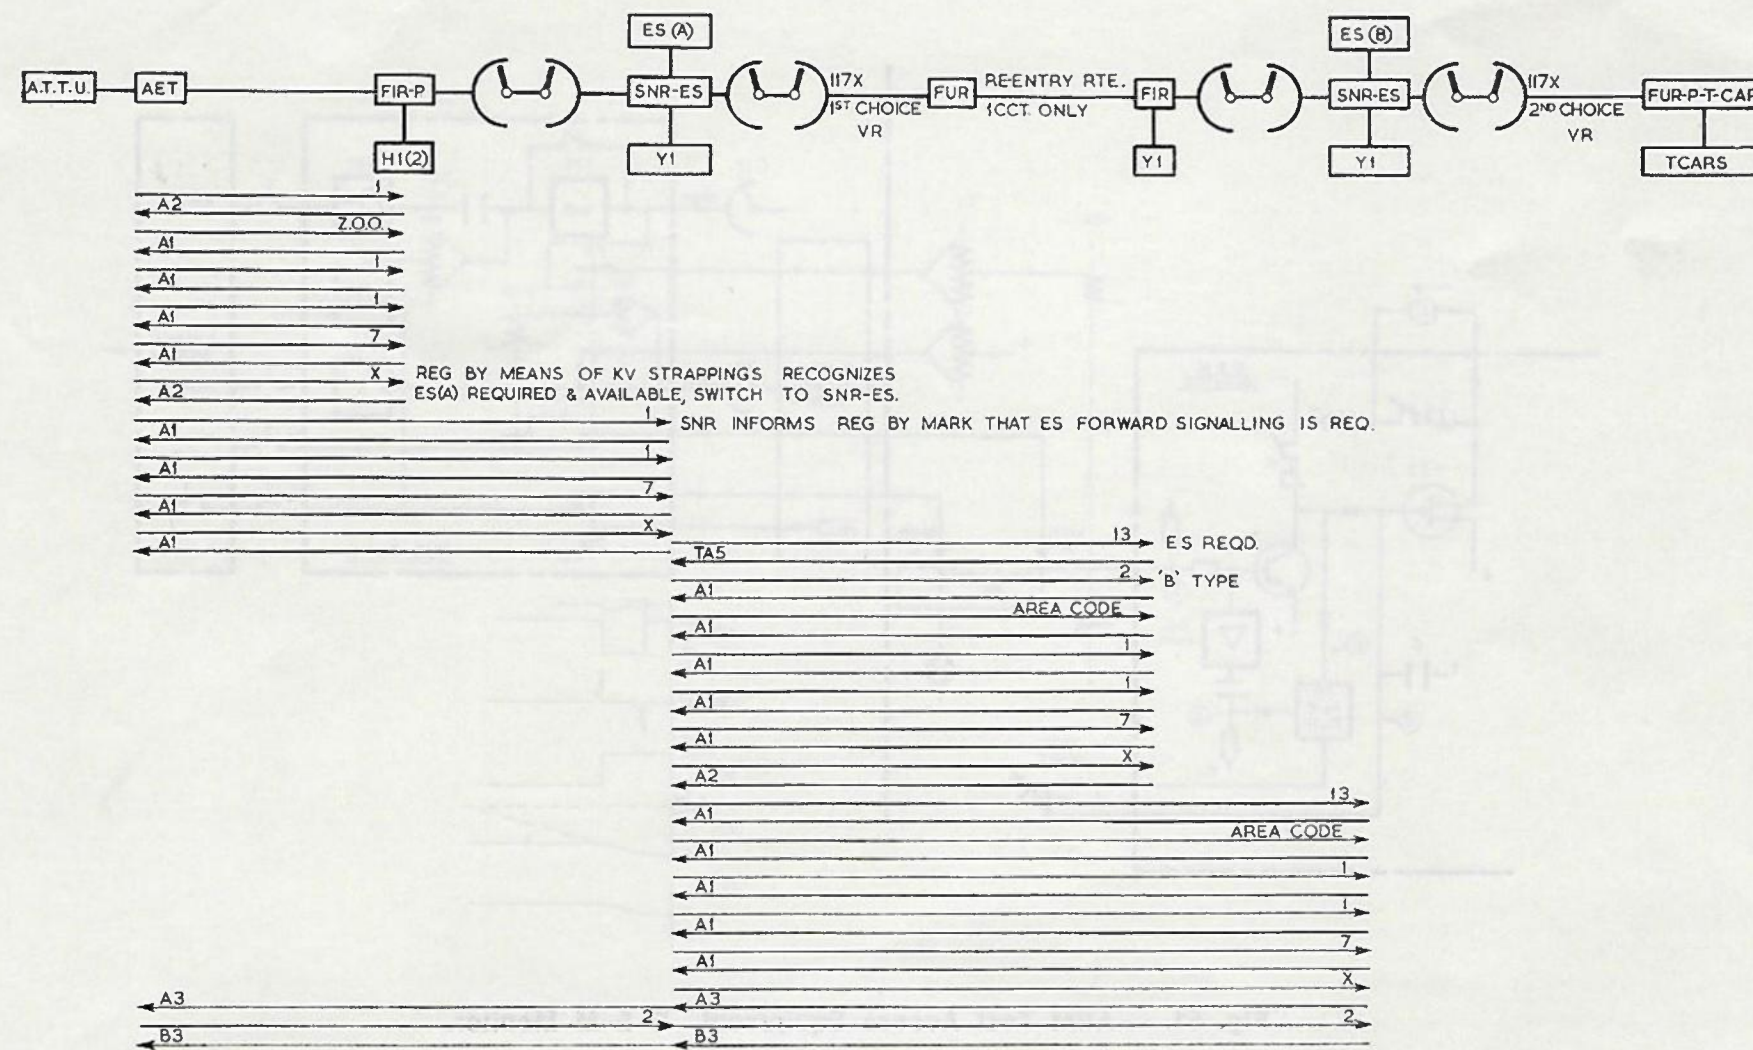 ES (A)
ES (B)
A.T.T.U.
AET
FIR-P
SNR-ES
117X
1ST CHOICE
VR
FUR
RE-ENTRY RTE.
1CCT. ONLY
FIR
SNR-ES
117X
2ND CHOICE
VR
FUR-P-T-CAR
H1(2)
Y1
Y1
Y1
TCARS
1
A2
Z.O.O.
A1
1
A1
1
A1
7
A1
X
REG BY MEANS OF KV STRAPPINGS RECOGNIZES
A2
ES(A) REQUIRED & AVAILABLE, SWITCH TO SNR-ES.
1
SNR INFORMS REG BY MARK THAT ES FORWARD SIGNALLING IS REQ.
A1
1
A1
7
A1
X
A1
13
ES REQD.
TA5
2
'B' TYPE
A1
AREA CODE
A1
1
A1
1
A1
7
A1
X
A2
13
A1
AREA CODE
A1
1
A1
1
A1
7
A1
X
A3
A3
2
2
B3
B3